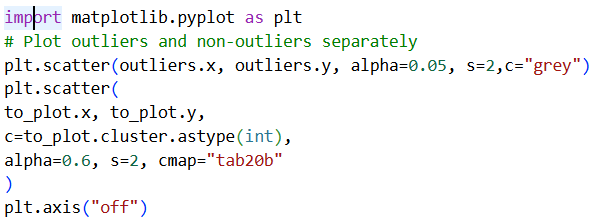 import matplotlib.pyplot as plt
# Plot outliers and non-outliers separately
plt.scatter(outliers.x, outliers.y, alpha=0.05, s=2,c="grey")
plt.scatter(
to_plot.x, to_plot.y,
c=to_plot.cluster.astype(int),
alpha=0.6, s=2, cmap="tab20b"
)
plt.axis("off")